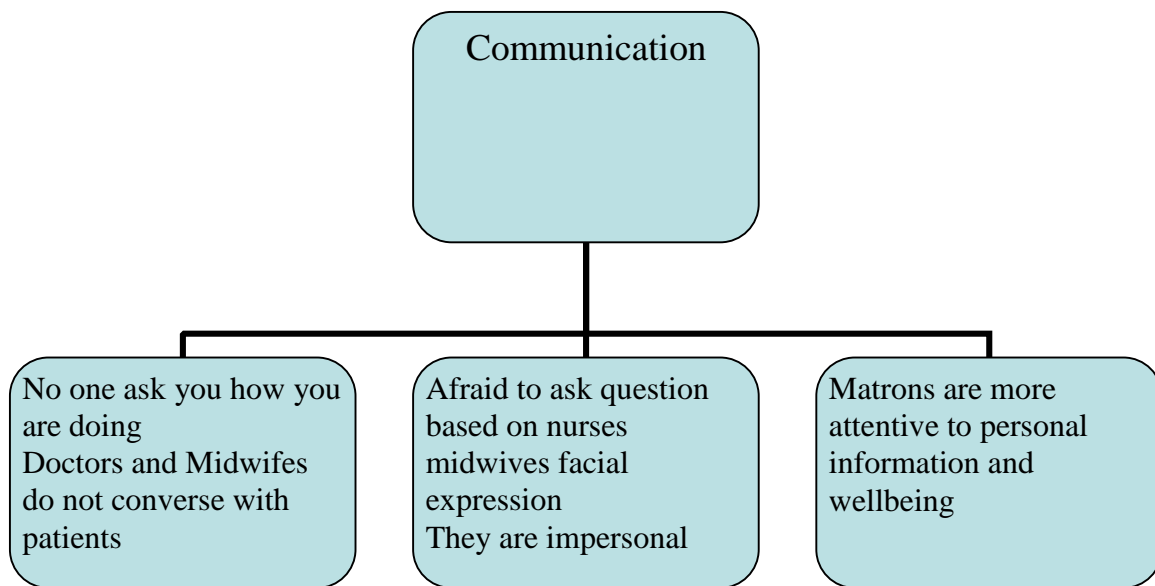 Communication
No one ask you how you
are doing
Doctors and Midwifes
do not converse with
patients
Afraid to ask question
based on nurses
midwives facial
expression
They are impersonal
Matrons are more
attentive to personal
information and
wellbeing